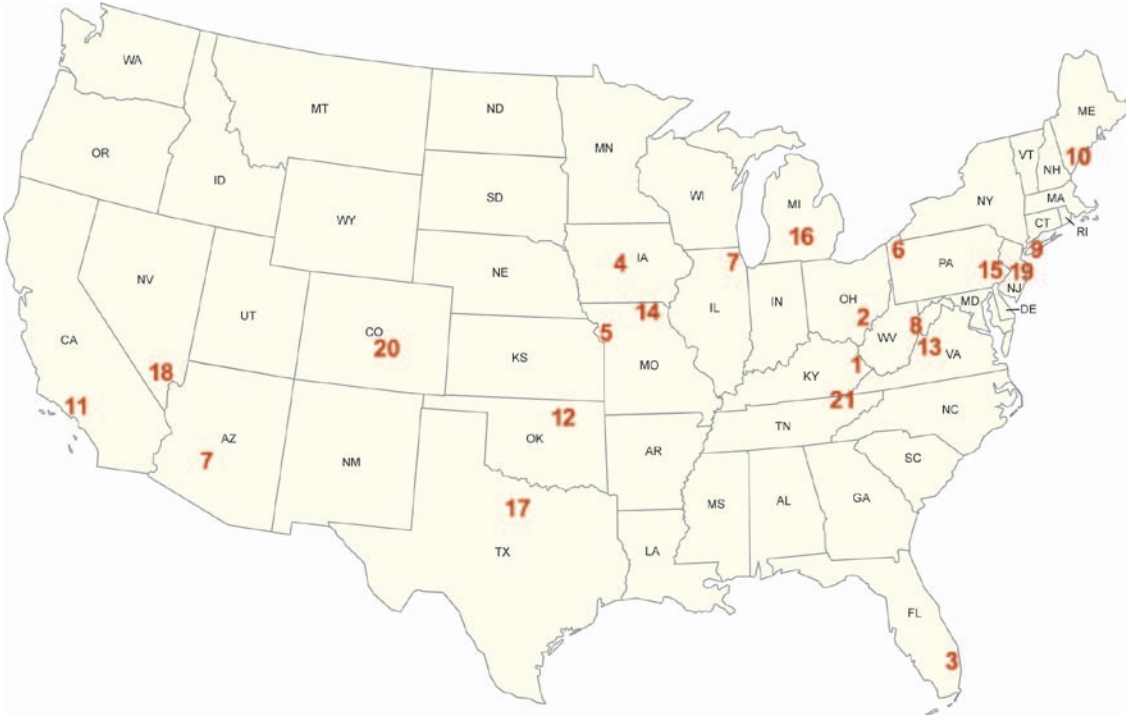 WA
MT
ND
MN
ME
OR
ID
SD
WI
MI
VT
NH
10
WY
NY
MA
CT
RI
16
6
9
4
IA
7
NE
PA
15
19
NJ
NV
UT
CO
20
IL
IN
OH
2
MD
DE
14
5
8
WV
13
VA
CA
KS
MO
1
KY
18
11
21
12
NC
OK
TN
AZ
7
NM
AR
SC
17
MS
AL
GA
TX
LA
FL
3